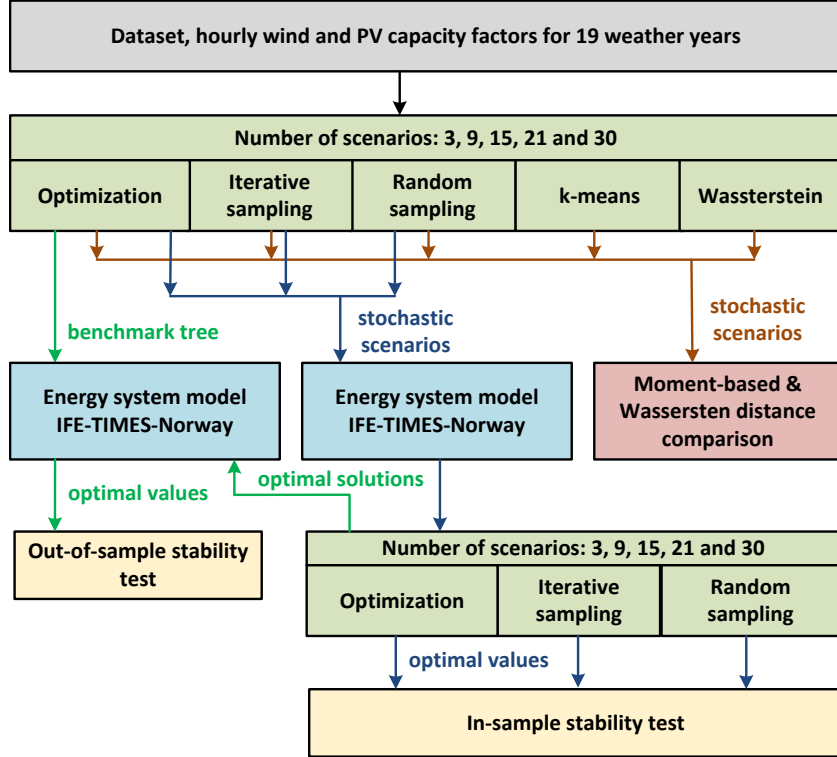 Dataset, hourly wind and PV capacity factors for 19 weather years
Number of scenarios: 3, 9, 15, 21 and 30
Optimization
Iterative
sampling
Random
sampling
k-means
Wassterstein
benchmark tree
stochastic
scenarios
stochastic
scenarios
Energy system model
IFE-TIMES-Norway
Energy system model
IFE-TIMES-Norway
Moment-based &
Wassersten distance
comparison
optimal values
optimal solutions
Out-of-sample stability
test
Number of scenarios: 3, 9, 15, 21 and 30
Optimization
Iterative
sampling
Random
sampling
optimal values
In-sample stability test